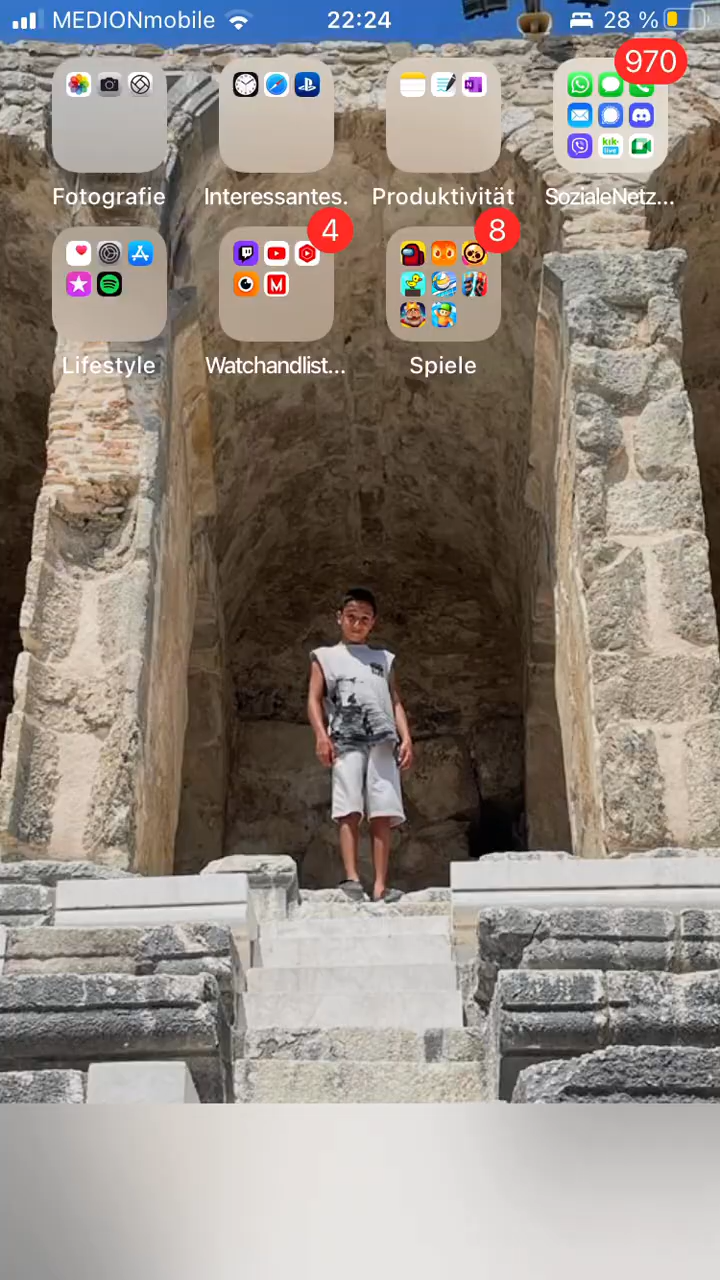 MEDIONmobile 22:24 28 %
970
Fotografie Interessantes. Produktivität SozialeNetz...
4 8
Lifestyle Watchandlist... Spiele